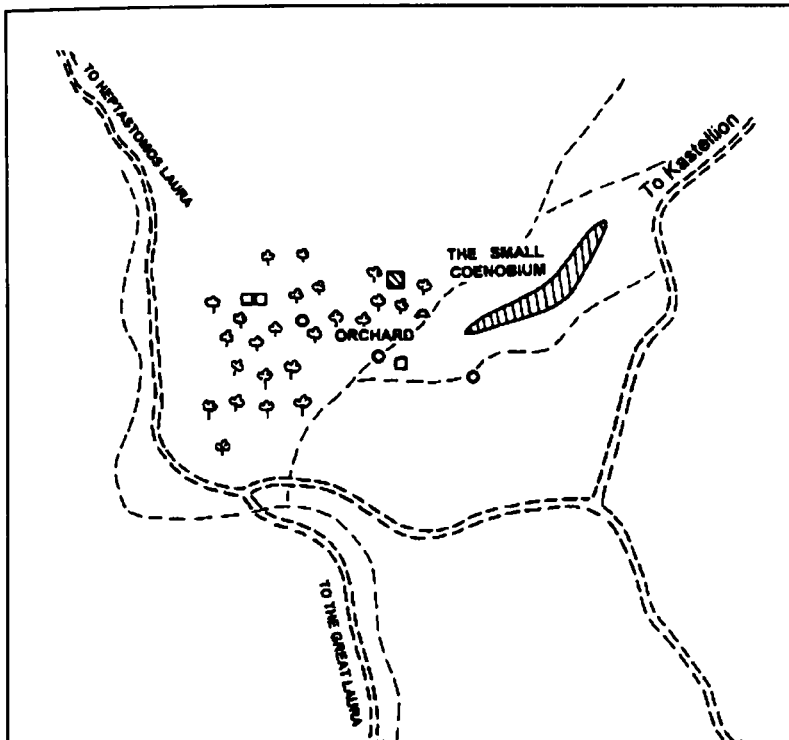 TO HEPTASTOMOS LAURA
To Kastellion
THE SMALL
COENOBIUM
ORCHARD
TO THE GREAT LAURA